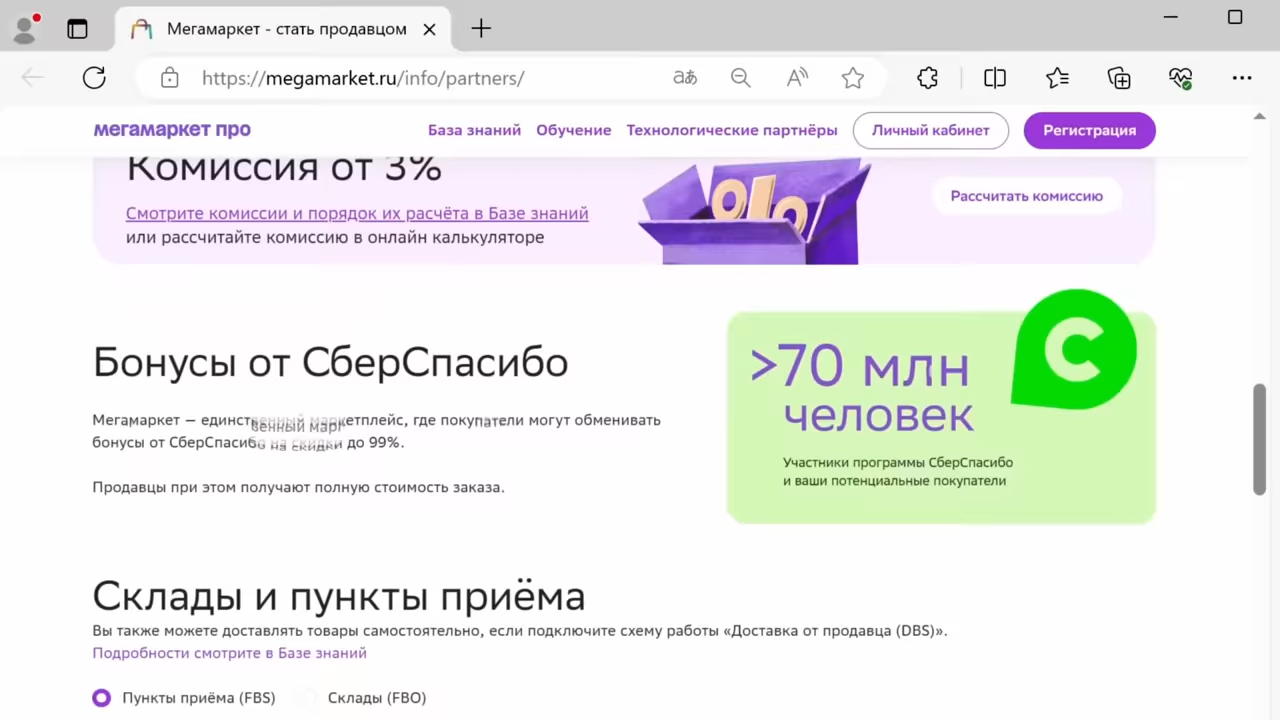 Мегамаркет - стать продавцом
https://megamarket.ru/info/partners/
мегамаркет про
База знаний Обучение Технологические партнёры Личный кабинет Регистрация
Комиссия от 3%
Смотрите комиссии и порядок их расчёта в Базе знаний
или рассчитайте комиссию в онлайн калькуляторе
%
Рассчитать комиссию
Бонусы от СберСпасибо
Мегамаркет — единственный маркетплейс, где покупатели могут обменивать
бонусы от СберСпасибо на скидки до 99%.
Продавцы при этом получают полную стоимость заказа.
>70 млн
человек
Участники программы СберСпасибо
и ваши потенциальные покупатели
Склады и пункты приёма
Вы также можете доставлять товары самостоятельно, если подключите схему работы «Доставка от продавца (DBS)».
Подробности смотрите в Базе знаний
Пункты приёма (FBS) Склады (FBO)